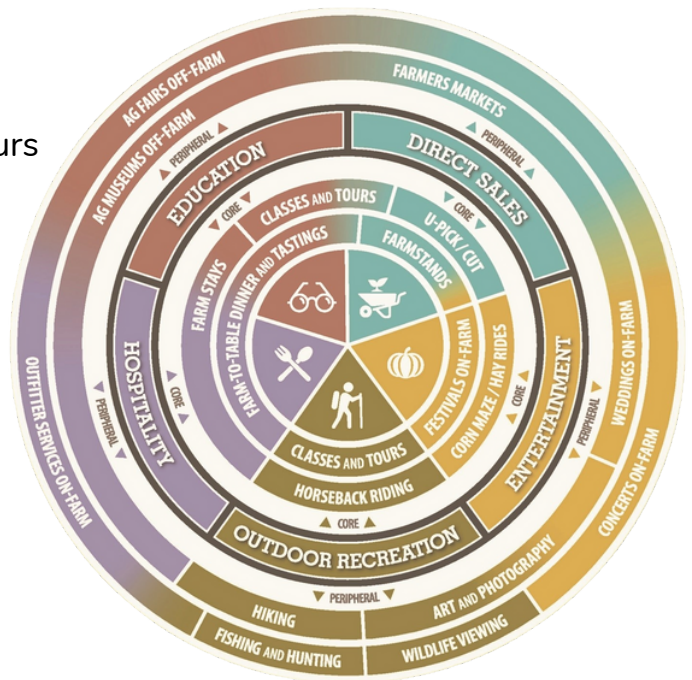 urs
AG FAIRS OFF-FARM
AG MUSEUMS OFF-FARM
FARMERS MARKETS
PERIPHERAL
PERIPHERAL
EDUCATION
DIRECT SALES
CORE
CORE
CLASSES AND TOURS
U-PICK / CUT
FARM STAYS
FARM-TO-TABLE DINNER AND TASTINGS
FARMSTANDS
FESTIVALS ON-FARM
CORN MAZE / HAY RIDES
WEDDINGS ON-FARM
CONCERTS ON-FARM
OUTFITTER SERVICES ON-FARM
PERIPHERAL
HOSPITALITY
CORE
CORE
ENTERTAINMENT
PERIPHERAL
CLASSES AND TOURS
HORSEBACK RIDING
CORE
OUTDOOR RECREATION
PERIPHERAL
HIKING
ART AND PHOTOGRAPHY
FISHING AND HUNTING
WILDLIFE VIEWING